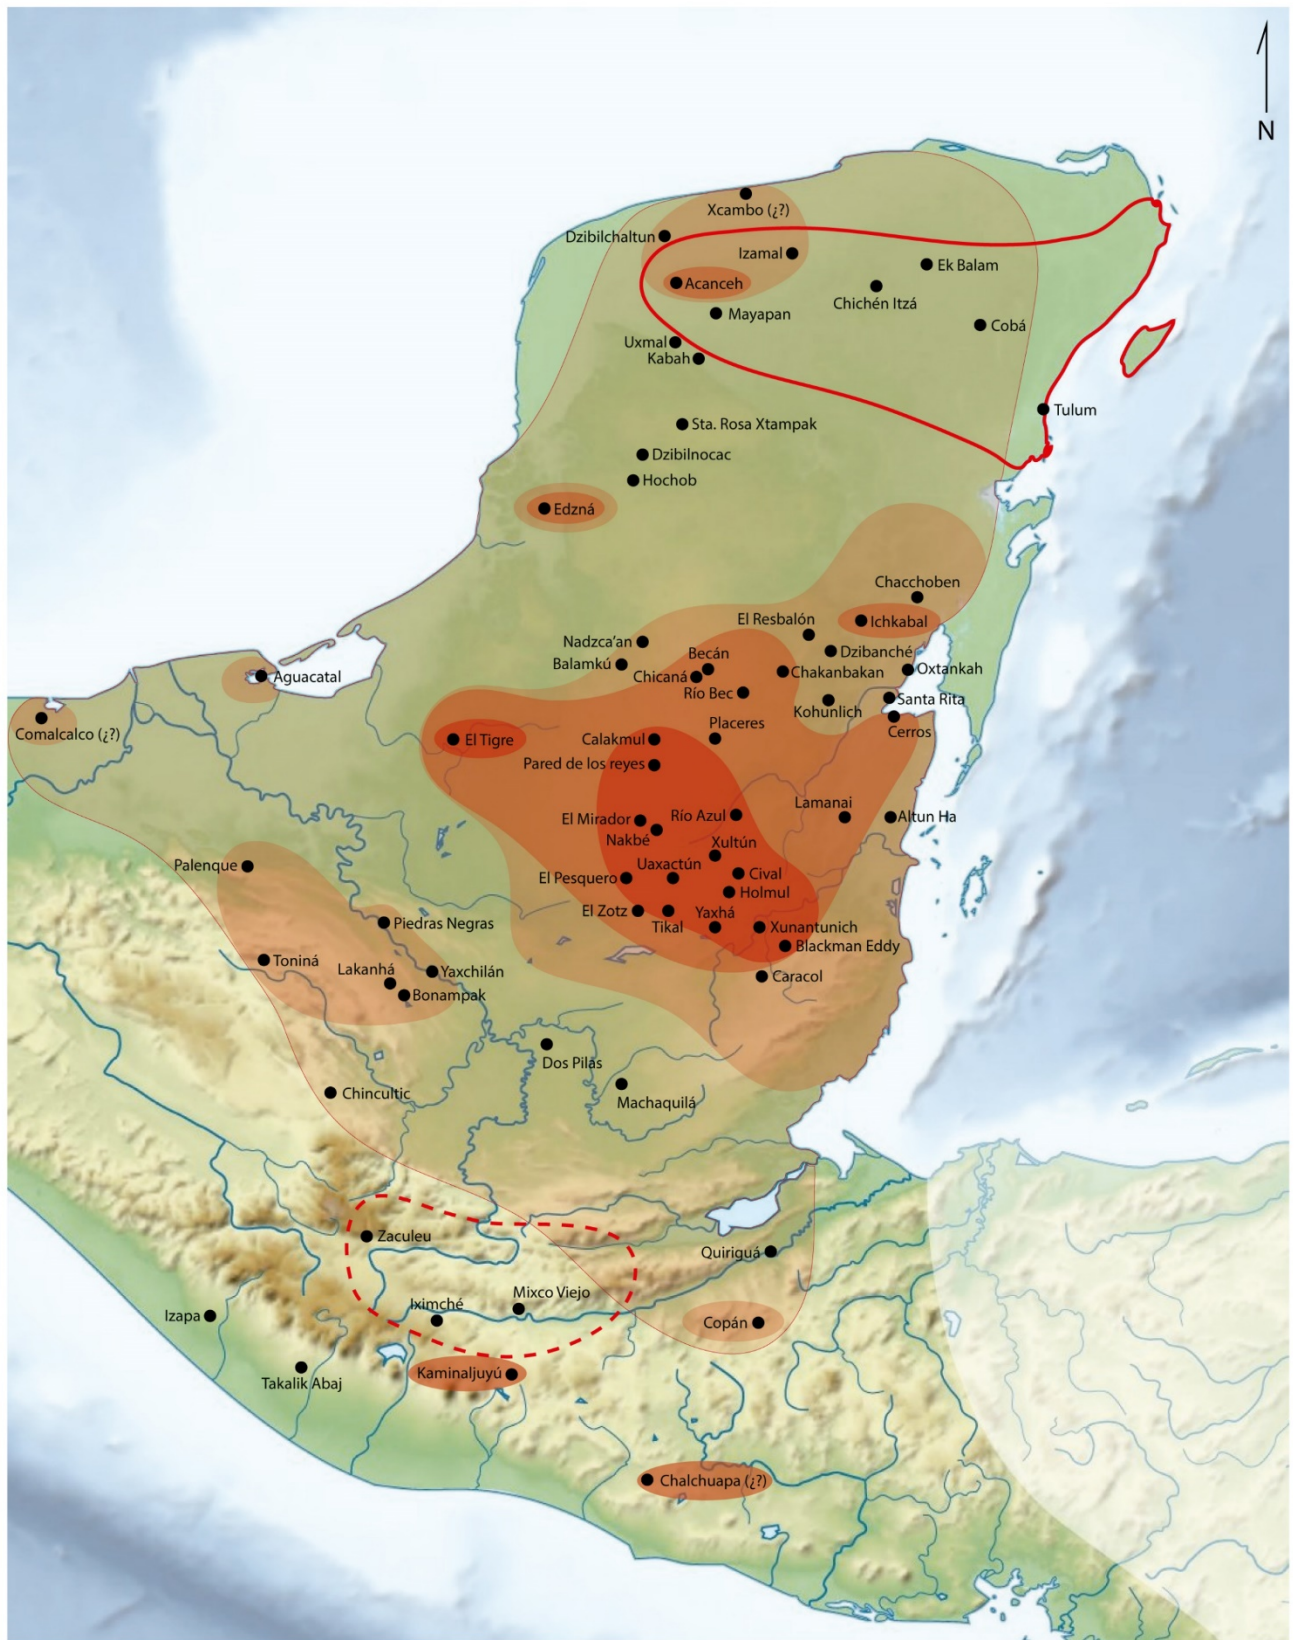 N
Xcambo (¿?)
Dzibilchaltun
Izamal
Ek Balam
Acanceh
Chichén Itzá
Mayapan
Cobá
Uxmal
Kabah
Tulum
Sta. Rosa Xtampak
Dzibilnocac
Hochob
Edzná
Chacchoben
El Resbalón
Ichkabal
Nadzca'an
Becán
Dzibanché
Balamkú
Chicaná
Chakanbakan
Oxtankah
Aguacatal
Río Bec
Kohunlich
Santa Rita
Comalcalco (¿?)
Placeres
Cerros
El Tigre
Calakmul
Pared de los reyes
Lamanai
El Mirador
Río Azul
Altun Ha
Nakbé
Xultún
Palenque
Uaxactún
Cival
El Pesquero
Holmul
El Zotz
Yaxhá
Piedras Negras
Tikal
Xunantunich
Blackman Eddy
Toniná
Lakanhá
Yaxchilán
Caracol
Bonampak
Dos Pilas
Chincultic
Machaquilá
Zaculeu
Quiriguá
Mixco Viejo
Iximché
Izapa
Copán
Kaminaljuyú
Takalik Abaj
Chalchuapa (¿?)